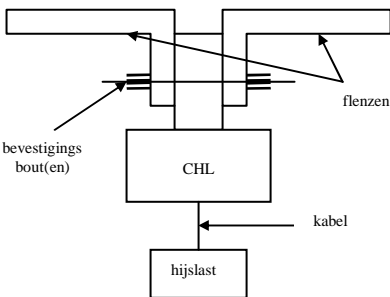 flenzen
bevestigings
bout(en)
CHL
kabel
hijslast